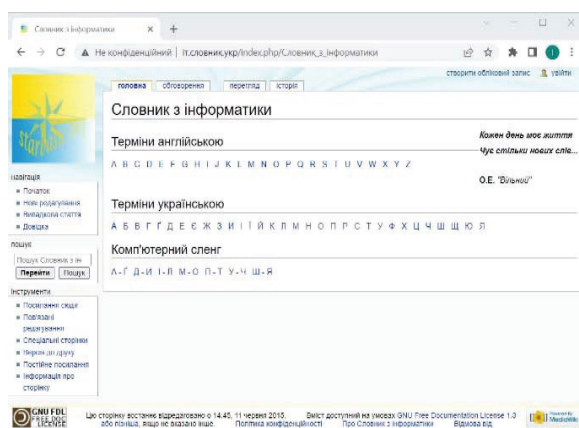 Словник з інформатики
Не конфіденційний | іт.словник.укр/index.php/Словник_з_інформатики
створити обліковий запис увійти
головна обговорення перегляд історія
Словник з інформатики
Кожен день моє життя
Чує стільки нових слів...
О.Е. "Вільний"
Терміни англійською
A B C D E F G H I J K L M N O P Q R S T U V W X Y Z
Терміни українською
А Б В Г Ґ Д Е Є Ж З И І Ї Й К Л М Н О П Р С Т У Ф Х Ц Ч Ш Щ Ю Я
Комп'ютерний сленг
А-Ґ Д-И І-Л М-О П-Т У-Ч Ш-Я
навігація
Початок
Нові редагування
Випадкова стаття
Довідка
пошук
Пошук Словник з ін
Перейти Пошук
інструменти
Посилання сюди
Пов'язані
редагування
Спеціальні сторінки
Версія до друку
Постійне посилання
Інформація про
сторінку
GNU FDL
FREE DOC
LICENSE
Цю сторінку востаннє відредаговано о 14:45, 11 червня 2015. Вміст доступний на умовах GNU Free Documentation License 1.3
або пізніша, якщо не вказано інше. Політика конфіденційності Про Словник з інформатики Відмова від
Powered by
MediaWiki